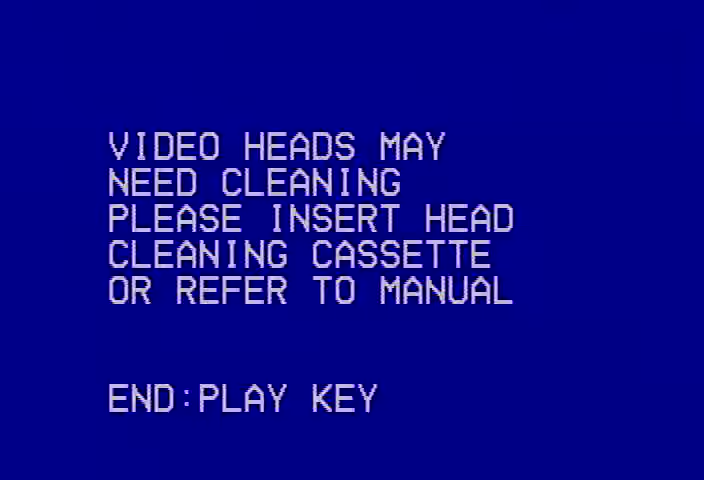 VIDEO HEADS MAY
NEED CLEANING
PLEASE INSERT HEAD
CLEANING CASSETTE
OR REFER TO MANUAL
END:PLAY KEY